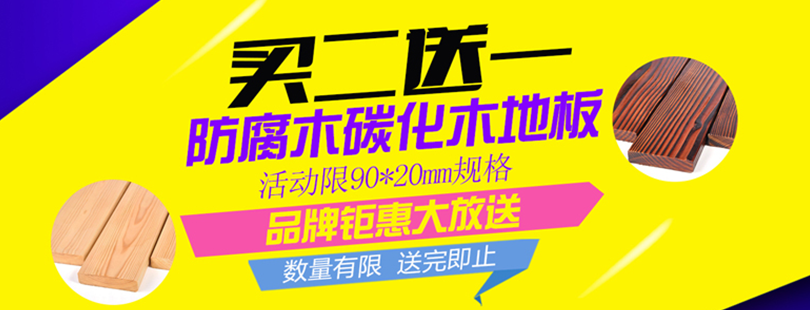 买二送一
防腐木碳化木地板
活动限90*20mm规格
品牌钜惠大放送
数量有限 送完即止